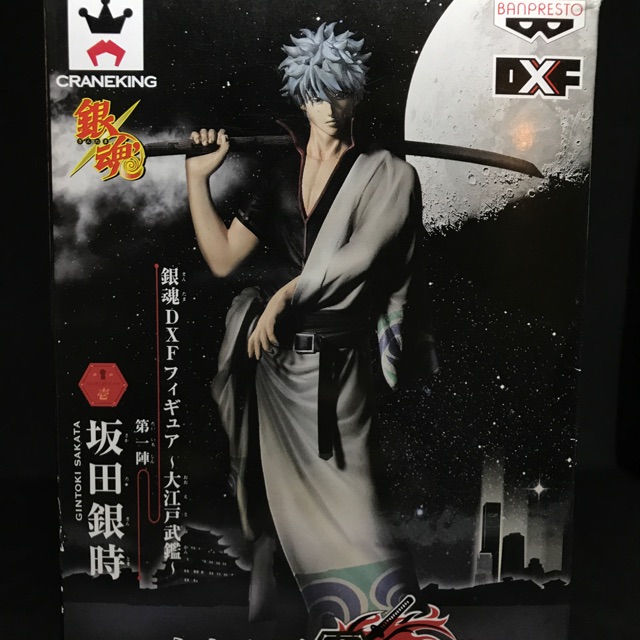 CRANEKING
BANPRESTO
DXF
銀魂
銀魂DXFフィギュア〜大江戸武鑑〜
第一陣
壱
坂田銀時
GINTOKI SAKATA